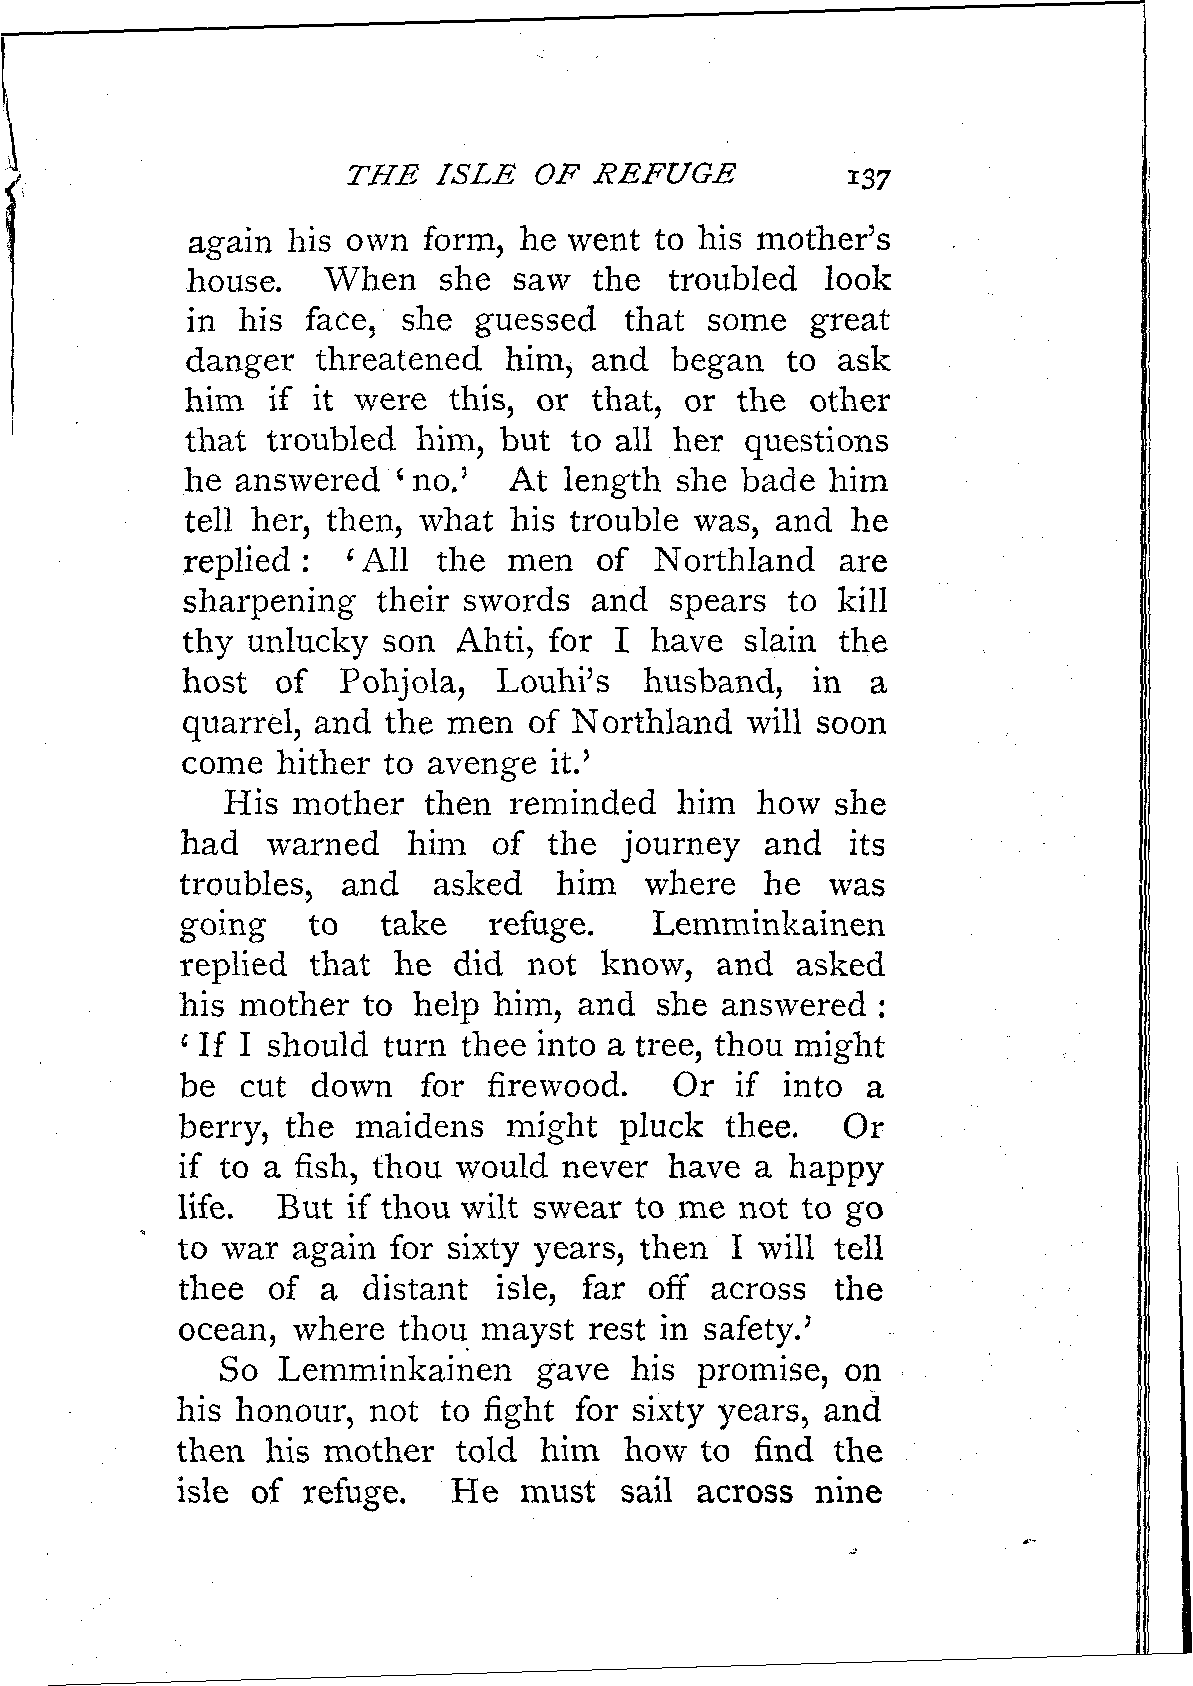 THE ISLE OF REFUGE 137
again his own form, he went to his mother's
house. When she saw the troubled look
in his face, she guessed that some great
danger threatened him, and began to ask
him if it were this, or that, or the other
that troubled him, but to all her questions
he answered ‘no.’ At length she bade him
tell her, then, what his trouble was, and he
replied : ‘All the men of Northland are
sharpening their swords and spears to kill
thy unlucky son Ahti, for I have slain the
host of Pohjola, Louhi's husband, in a
quarrel, and the men of Northland will soon
come hither to avenge it.’
His mother then reminded him how she
had warned him of the journey and its
troubles, and asked him where he was
going to take refuge. Lemminkainen
replied that he did not know, and asked
his mother to help him, and she answered :
‘If I should turn thee into a tree, thou might
be cut down for firewood. Or if into a
berry, the maidens might pluck thee. Or
if to a fish, thou would never have a happy
life. But if thou wilt swear to me not to go
to war again for sixty years, then I will tell
thee of a distant isle, far off across the
ocean, where thou mayst rest in safety.’
So Lemminkainen gave his promise, on
his honour, not to fight for sixty years, and
then his mother told him how to find the
isle of refuge. He must sail across nine